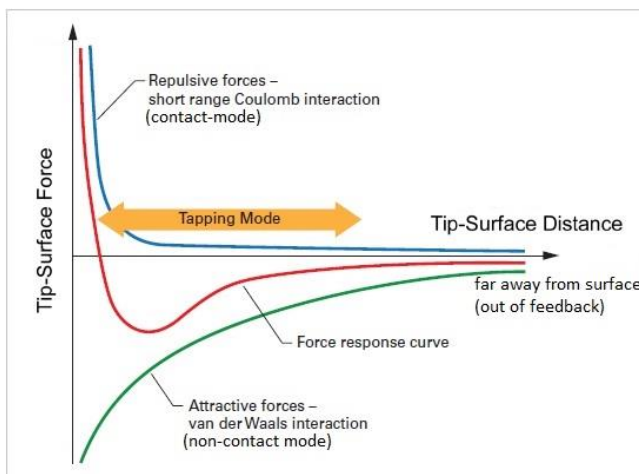 Repulsive forces –
short range Coulomb interaction
(contact-mode)
Tip-Surface Force
Tapping Mode
Tip-Surface Distance
far away from surface
(out of feedback)
Force response curve
Attractive forces –
van der Waals interaction
(non-contact mode)